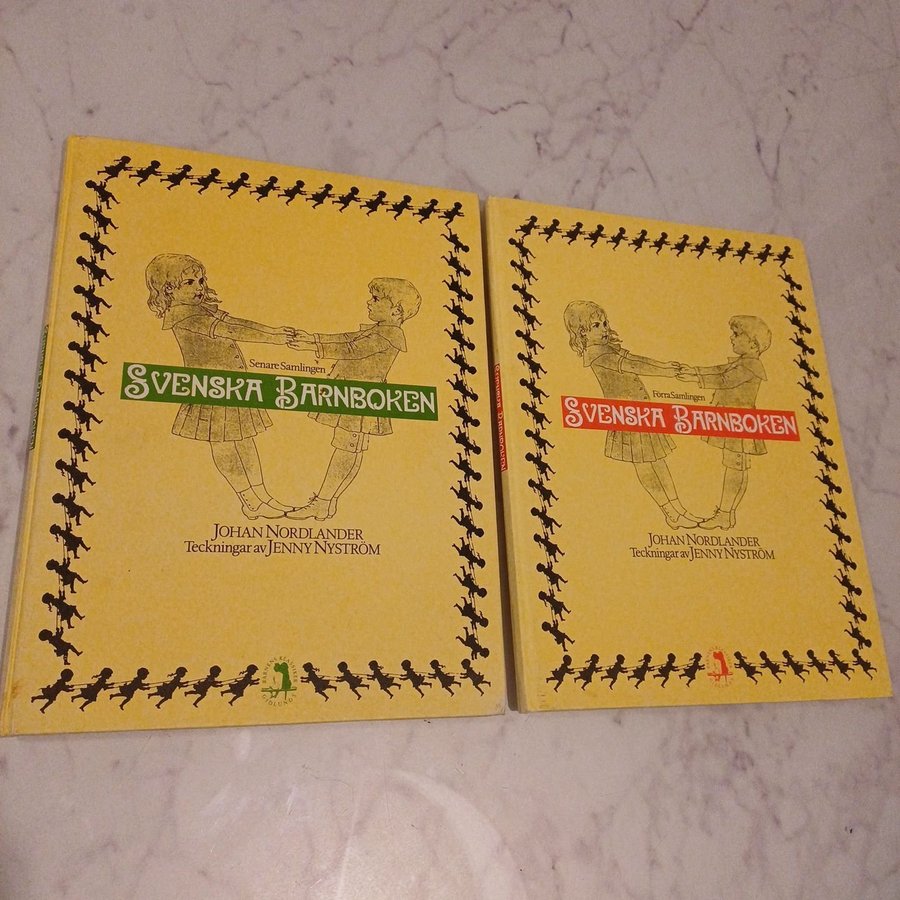 Senare Samlingen
SVENSKA BARNBOKEN
JOHAN NORDLANDER
Teckningar av JENNY NYSTRÖM
Förra Samlingen
SVENSKA BARNBOKEN
JOHAN NORDLANDER
Teckningar av JENNY NYSTRÖM